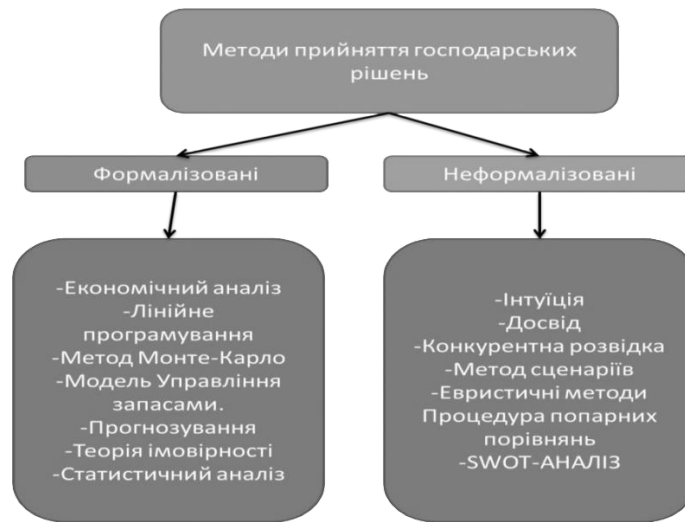 Методи прийняття господарських
рішень
Формалізовані
Неформалізовані
-Економічний аналіз
-Лінійне
програмування
-Метод Монте-Карло
-Модель Управління
запасами.
-Прогнозування
-Теорія імовірності
-Статистичний аналіз
-Інтуїція
-Досвід
-Конкурентна розвідка
-Метод сценаріїв
-Евристичні методи
Процедура попарних
порівнянь
-SWOT-АНАЛІЗ